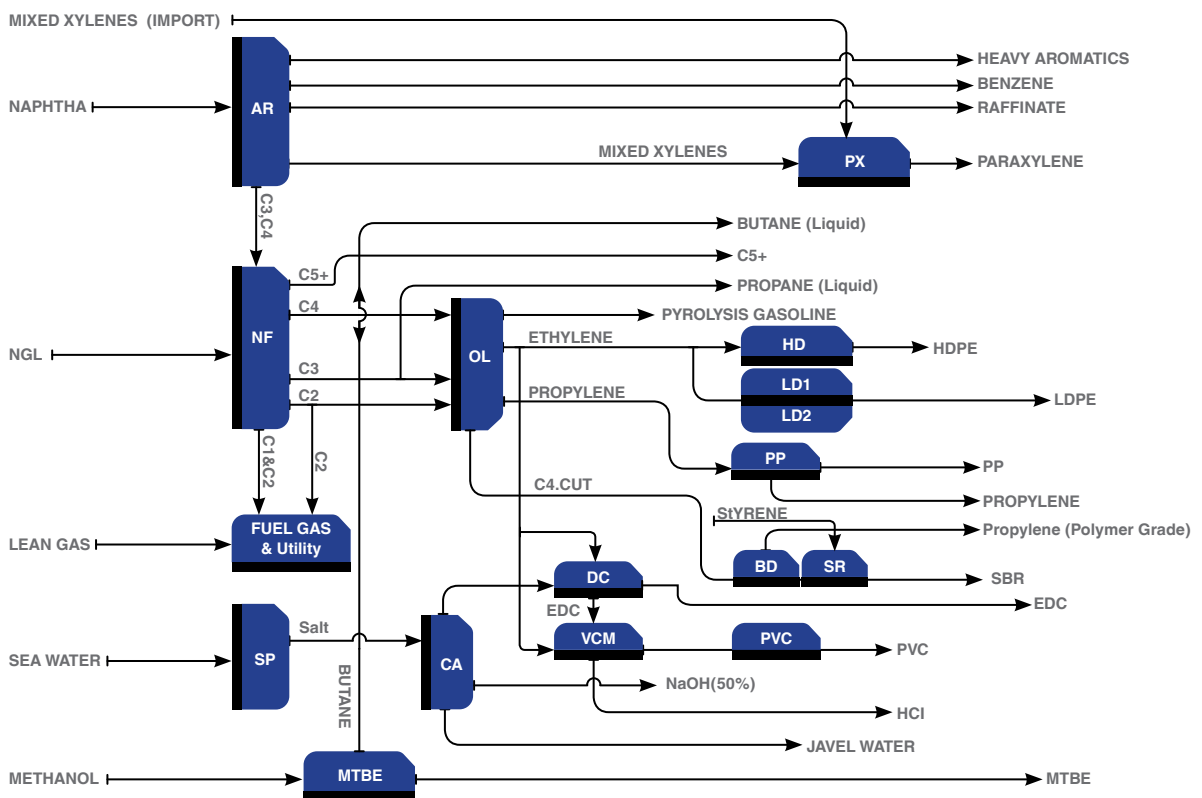 MIXED XYLENES (IMPORT)
HEAVY AROMATICS
BENZENE
NAPHTHA
AR
RAFFINATE
MIXED XYLENES
PX
PARAXYLENE
C3,C4
BUTANE (Liquid)
C5+
C5+
PROPANE (Liquid)
C4
PYROLYSIS GASOLINE
NF
ETHYLENE
HD
HDPE
NGL
OL
C3
LD1
C2
PROPYLENE
LDPE
LD2
C1&C2
C2
PP
PP
C4.CUT
PROPYLENE
StYRENE
FUEL GAS
& Utility
Propylene (Polymer Grade)
LEAN GAS
BD
SR
DC
SBR
EDC
EDC
Salt
VCM
PVC
PVC
SEA WATER
SP
CA
BUTANE
NaOH(50%)
HCI
JAVEL WATER
METHANOL
MTBE
MTBE